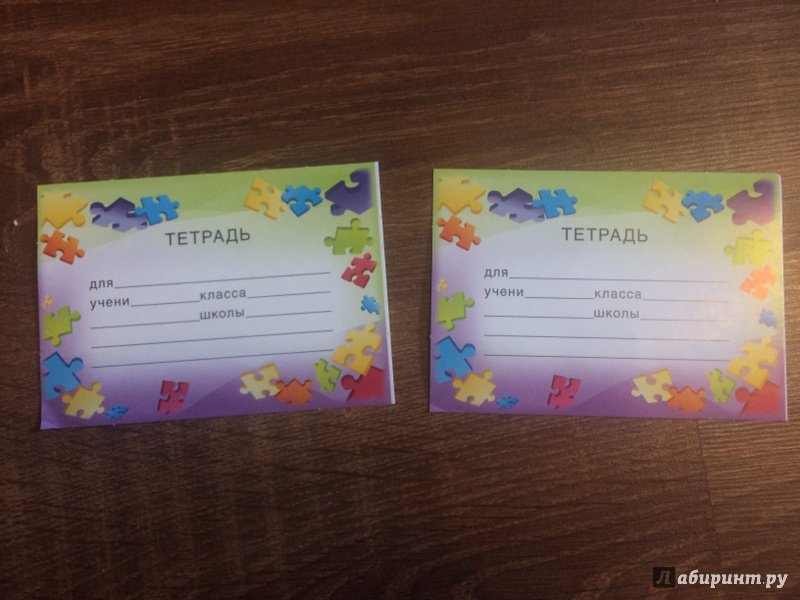 ТЕТРАДЬ
для
учени класса
школы
ТЕТРАДЬ
для
учени класса
школы
Лабиринт.ру